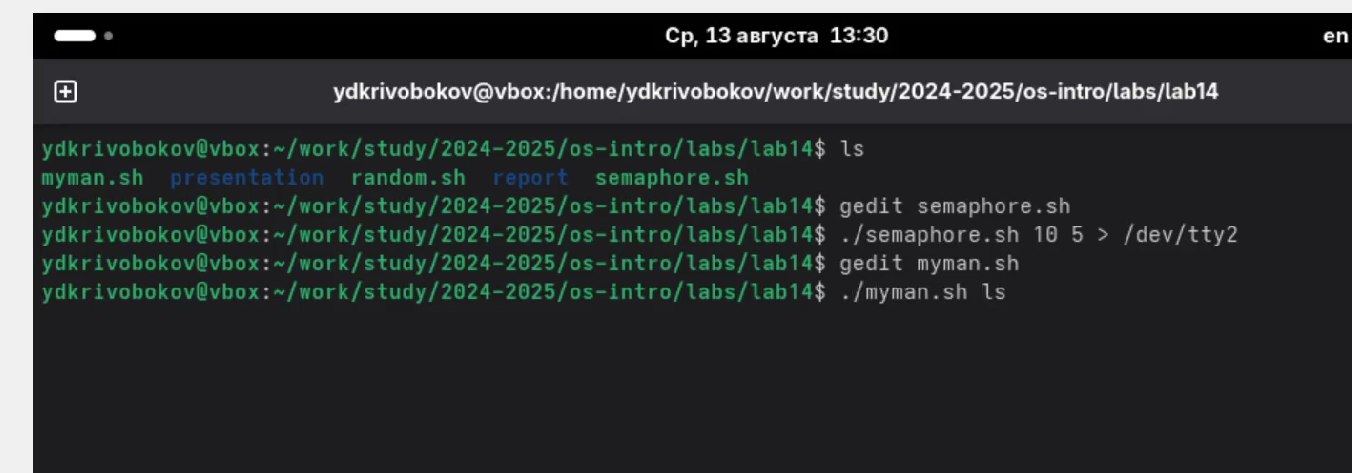 Ср, 13 августа 13:30
en
ydkrivobokov@vbox:/home/ydkrivobokov/work/study/2024-2025/os-intro/labs/lab14
ydkrivobokov@vbox:~/work/study/2024-2025/os-intro/labs/lab14$ ls
myman.sh presentation random.sh report semaphore.sh
ydkrivobokov@vbox:~/work/study/2024-2025/os-intro/labs/lab14$ gedit semaphore.sh
ydkrivobokov@vbox:~/work/study/2024-2025/os-intro/labs/lab14$ ./semaphore.sh 10 5 > /dev/tty2
ydkrivobokov@vbox:~/work/study/2024-2025/os-intro/labs/lab14$ gedit myman.sh
ydkrivobokov@vbox:~/work/study/2024-2025/os-intro/labs/lab14$ ./myman.sh ls